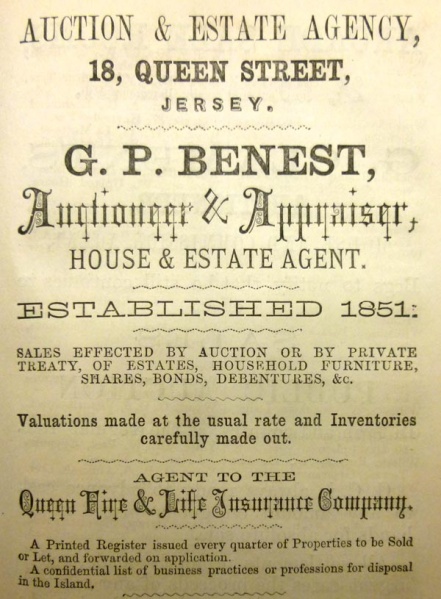 AUCTION & ESTATE AGENCY,
18, QUEEN STREET,
JERSEY.
G. P. BENEST,
Auctioneer & Appraiser,
HOUSE & ESTATE AGENT.
ESTABLISHED 1851:
SALES EFFECTED BY AUCTION OR BY PRIVATE
TREATY, OF ESTATES, HOUSEHOLD FURNITURE,
SHARES, BONDS, DEBENTURES, &c.
Valuations made at the usual rate and Inventories
carefully made out.
AGENT TO THE
Queen Fire & Life Insurance Company.
A Printed Register issued every quarter of Properties to be Sold
or Let, and forwarded on application.
A confidential list of business practices or professions for disposal
in the Island.